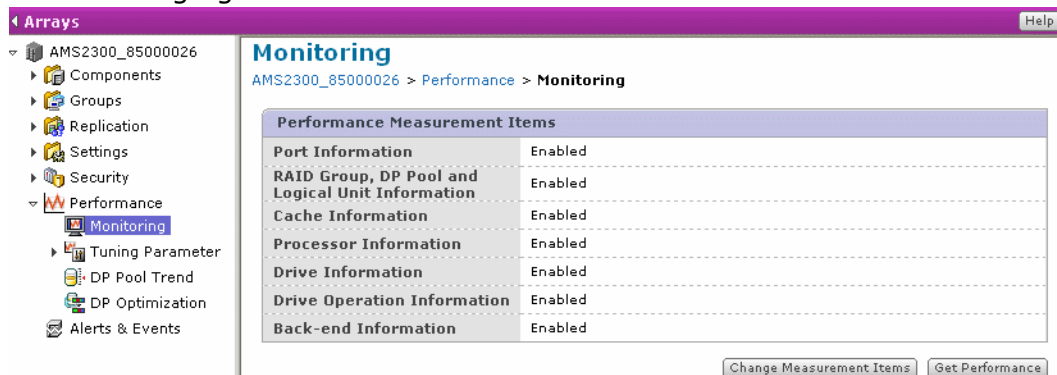 Arrays
Help
AMS2300_85000026
Components
Groups
Replication
Settings
Security
Performance
Monitoring
Tuning Parameter
DP Pool Trend
DP Optimization
Alerts & Events
Monitoring
AMS2300_85000026 > Performance > Monitoring
Performance Measurement Items
Port Information Enabled
RAID Group, DP Pool and
Logical Unit Information Enabled
Cache Information Enabled
Processor Information Enabled
Drive Information Enabled
Drive Operation Information Enabled
Back-end Information Enabled
Change Measurement Items Get Performance